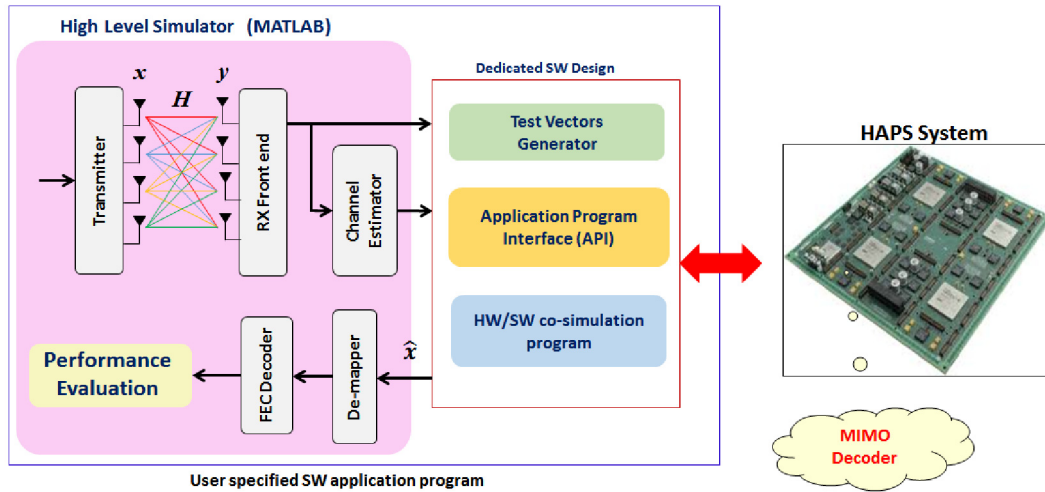 High Level Simulator (MATLAB)
x
y
H
Transmitter
RX Front end
Channel
Estimator
Dedicated SW Design
Test Vectors
Generator
Application Program
Interface (API)
HW/SW co-simulation
program
HAPS System
Performance
Evaluation
FEC Decoder
De-mapper
x̂
MIMO
Decoder
User specified SW application program